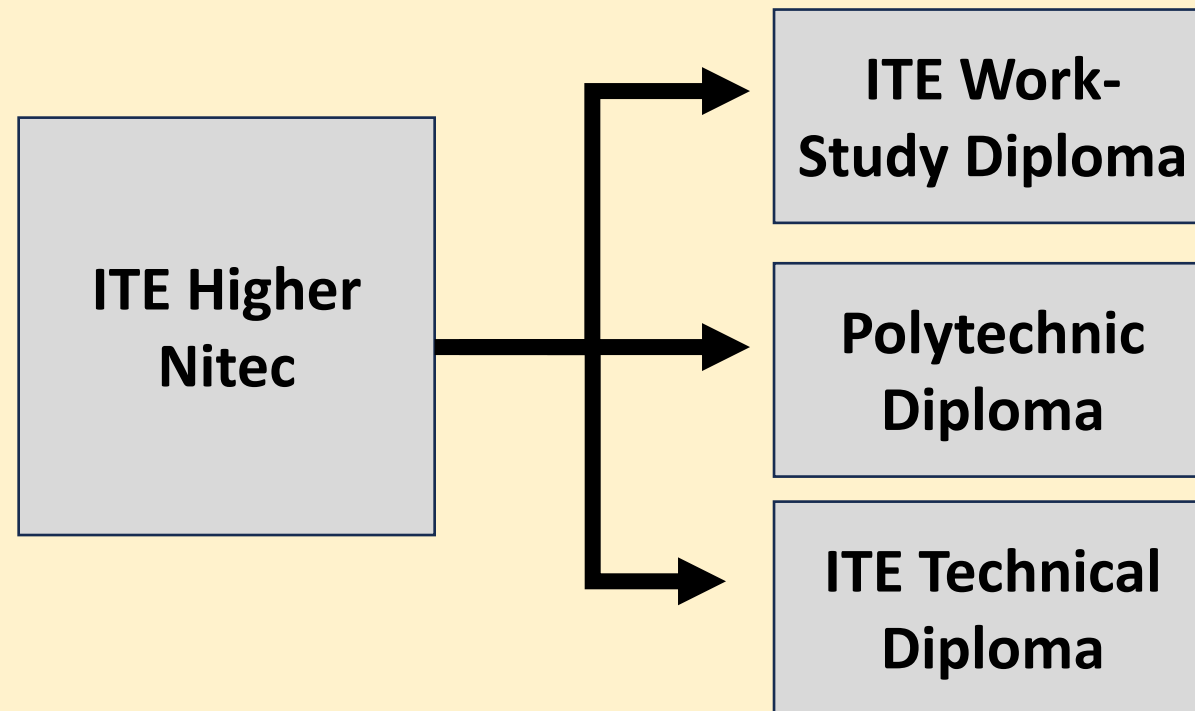 ITE Higher
Nitec
ITE Work-
Study Diploma
Polytechnic
Diploma
ITE Technical
Diploma